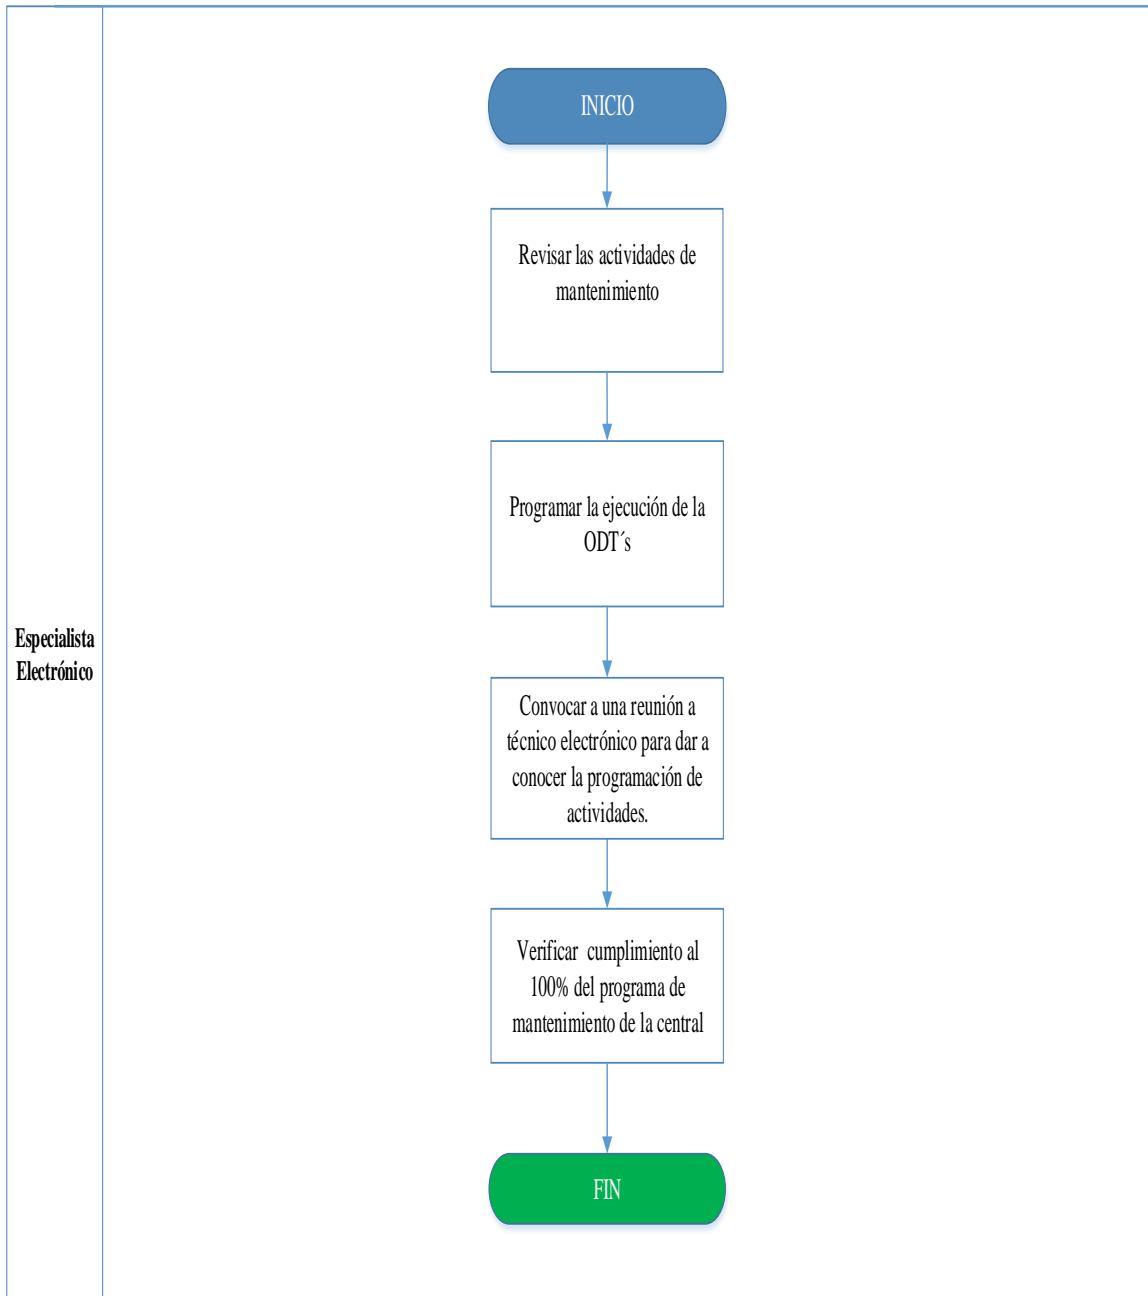 INICIO
Revisar las actividades de
mantenimiento
Programar la ejecución de la
ODT´s
Especialista
Electrónico
Convocar a una reunión a
técnico electrónico para dar a
conocer la programación de
actividades.
Verificar cumplimiento al
100% del programa de
mantenimiento de la central
FIN